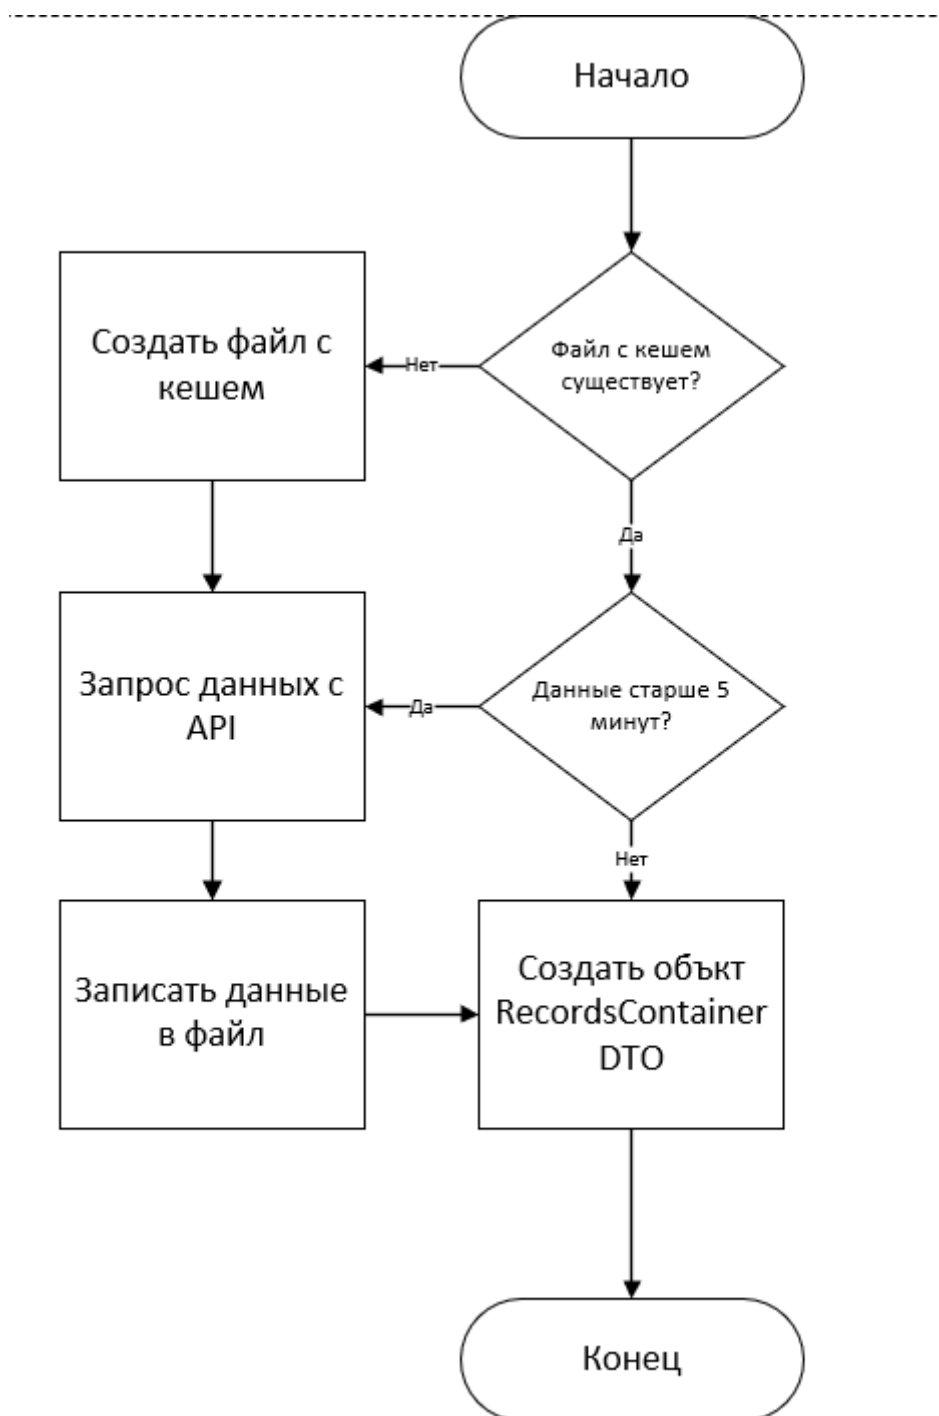 Начало
Создать файл с
кешем
Нет
Файл с кешем
существует?
Да
Запрос данных с
API
Да
Данные старше 5
минут?
Нет
Записать данные
в файл
Создать объкт
RecordsContainer
DTO
Конец